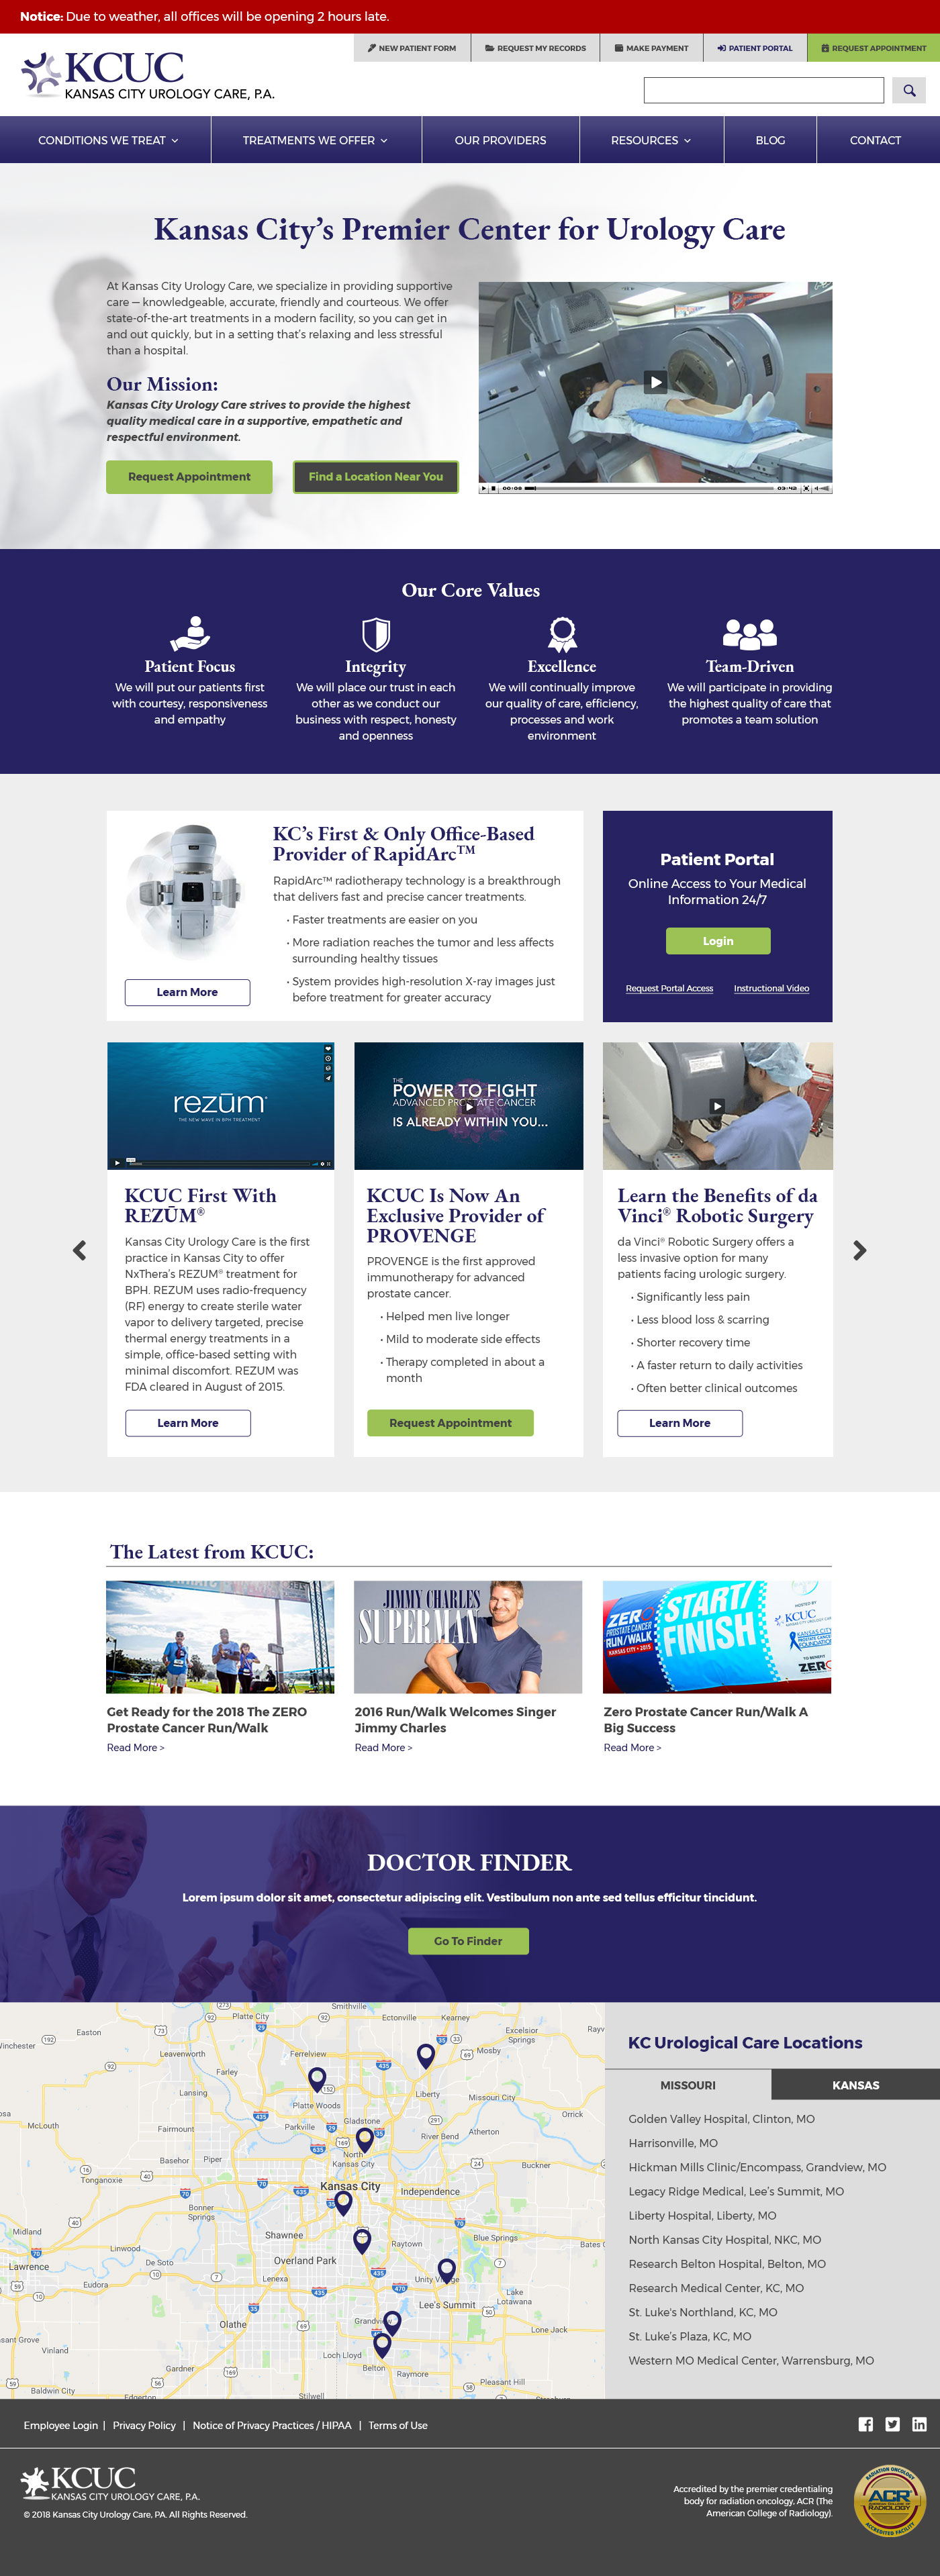 Notice: Due to weather, all offices will be opening 2 hours late.
NEW PATIENT FORM
REQUEST MY RECORDS
MAKE PAYMENT
PATIENT PORTAL
REQUEST APPOINTMENT
KCUC
KANSAS CITY UROLOGY CARE, P.A.
CONDITIONS WE TREAT
TREATMENTS WE OFFER
OUR PROVIDERS
RESOURCES
BLOG
CONTACT
Kansas City’s Premier Center for Urology Care
At Kansas City Urology Care, we specialize in providing supportive
care — knowledgeable, accurate, friendly and courteous. We offer
state-of-the-art treatments in a modern facility, so you can get in
and out quickly, but in a setting that’s relaxing and less stressful
than a hospital.
Our Mission:
Kansas City Urology Care strives to provide the highest
quality medical care in a supportive, empathetic and
respectful environment.
Request Appointment
Find a Location Near You
00:08
03:42
Our Core Values
Patient Focus
We will put our patients first
with courtesy, responsiveness
and empathy
Integrity
We will place our trust in each
other as we conduct our
business with respect, honesty
and openness
Excellence
We will continually improve
our quality of care, efficiency,
processes and work
environment
Team-Driven
We will participate in providing
the highest quality of care that
promotes a team solution
KC’s First & Only Office-Based
Provider of RapidArc™
RapidArc™ radiotherapy technology is a breakthrough
that delivers fast and precise cancer treatments.
• Faster treatments are easier on you
• More radiation reaches the tumor and less affects
surrounding healthy tissues
• System provides high-resolution X-ray images just
before treatment for greater accuracy
Learn More
Patient Portal
Online Access to Your Medical
Information 24/7
Login
Request Portal Access
Instructional Video
rezūm
THE NEW WAVE IN BPH TREATMENT
KCUC First With
REZŪM®
Kansas City Urology Care is the first
practice in Kansas City to offer
NxThera’s REZUM® treatment for
BPH. REZUM uses radio-frequency
(RF) energy to create sterile water
vapor to delivery targeted, precise
thermal energy treatments in a
simple, office-based setting with
minimal discomfort. REZUM was
FDA cleared in August of 2015.
Learn More
THE
POWER TO FIGHT
ADVANCED PROSTATE CANCER
IS ALREADY WITHIN YOU...
KCUC Is Now An
Exclusive Provider of
PROVENGE
PROVENGE is the first approved
immunotherapy for advanced
prostate cancer.
• Helped men live longer
• Mild to moderate side effects
• Therapy completed in about a
month
Request Appointment
Learn the Benefits of da
Vinci® Robotic Surgery
da Vinci® Robotic Surgery offers a
less invasive option for many
patients facing urologic surgery.
• Significantly less pain
• Less blood loss & scarring
• Shorter recovery time
• A faster return to daily activities
• Often better clinical outcomes
Learn More
The Latest from KCUC:
JIMMY CHARLES
SUPERMAN
ZERO
PROSTATE CANCER
RUN/WALK
KANSAS CITY • 2015
START/
FINISH
HOSTED BY
KCUC
KANSAS CITY
PROSTATE CANCER
FOUNDATION
TO BENEFIT
ZERO
Get Ready for the 2018 The ZERO
Prostate Cancer Run/Walk
Read More >
2016 Run/Walk Welcomes Singer
Jimmy Charles
Read More >
Zero Prostate Cancer Run/Walk A
Big Success
Read More >
DOCTOR FINDER
Lorem ipsum dolor sit amet, consectetur adipiscing elit. Vestibulum non ante sed tellus efficitur tincidunt.
Go To Finder
Smithville
Platte City
Ectonville
Kearney
Easton
Excelsior
Springs
Winchester
Leavenworth
Ferrelview
Mosby
Farley
Lansing
Liberty
Missouri City
Platte Woods
Orrick
McLouth
Fairmount
Parkville
Gladstone
River Bend
Atherton
Basehor
Piper
North
Kansas City
Buckner
Tonganoxie
Kansas City
Independence
Bonner
Springs
Midland
Shawnee
Raytown
Blue Springs
Linwood
De Soto
Overland Park
Lawrence
Lenexa
Unity Village
Eudora
Lee's Summit
Lake
Lotawana
Olathe
Grandview
Lone Jack
Vinland
Loch Lloyd
Gardner
Belton
Raymore
Baldwin City
Pleasant Hill
Edgerton
Stilwell
KC Urological Care Locations
MISSOURI
KANSAS
Golden Valley Hospital, Clinton, MO
Harrisonville, MO
Hickman Mills Clinic/Encompass, Grandview, MO
Legacy Ridge Medical, Lee’s Summit, MO
Liberty Hospital, Liberty, MO
North Kansas City Hospital, NKC, MO
Research Belton Hospital, Belton, MO
Research Medical Center, KC, MO
St. Luke’s Northland, KC, MO
St. Luke’s Plaza, KC, MO
Western MO Medical Center, Warrensburg, MO
Employee Login | Privacy Policy | Notice of Privacy Practices / HIPAA | Terms of Use
KCUC
KANSAS CITY UROLOGY CARE, P.A.
© 2018 Kansas City Urology Care, PA. All Rights Reserved.
Accredited by the premier credentialing
body for radiation oncology, ACR (The
American College of Radiology).
RADIATION ONCOLOGY
ACR
RADIOLOGY
ACCREDITED FACILITY